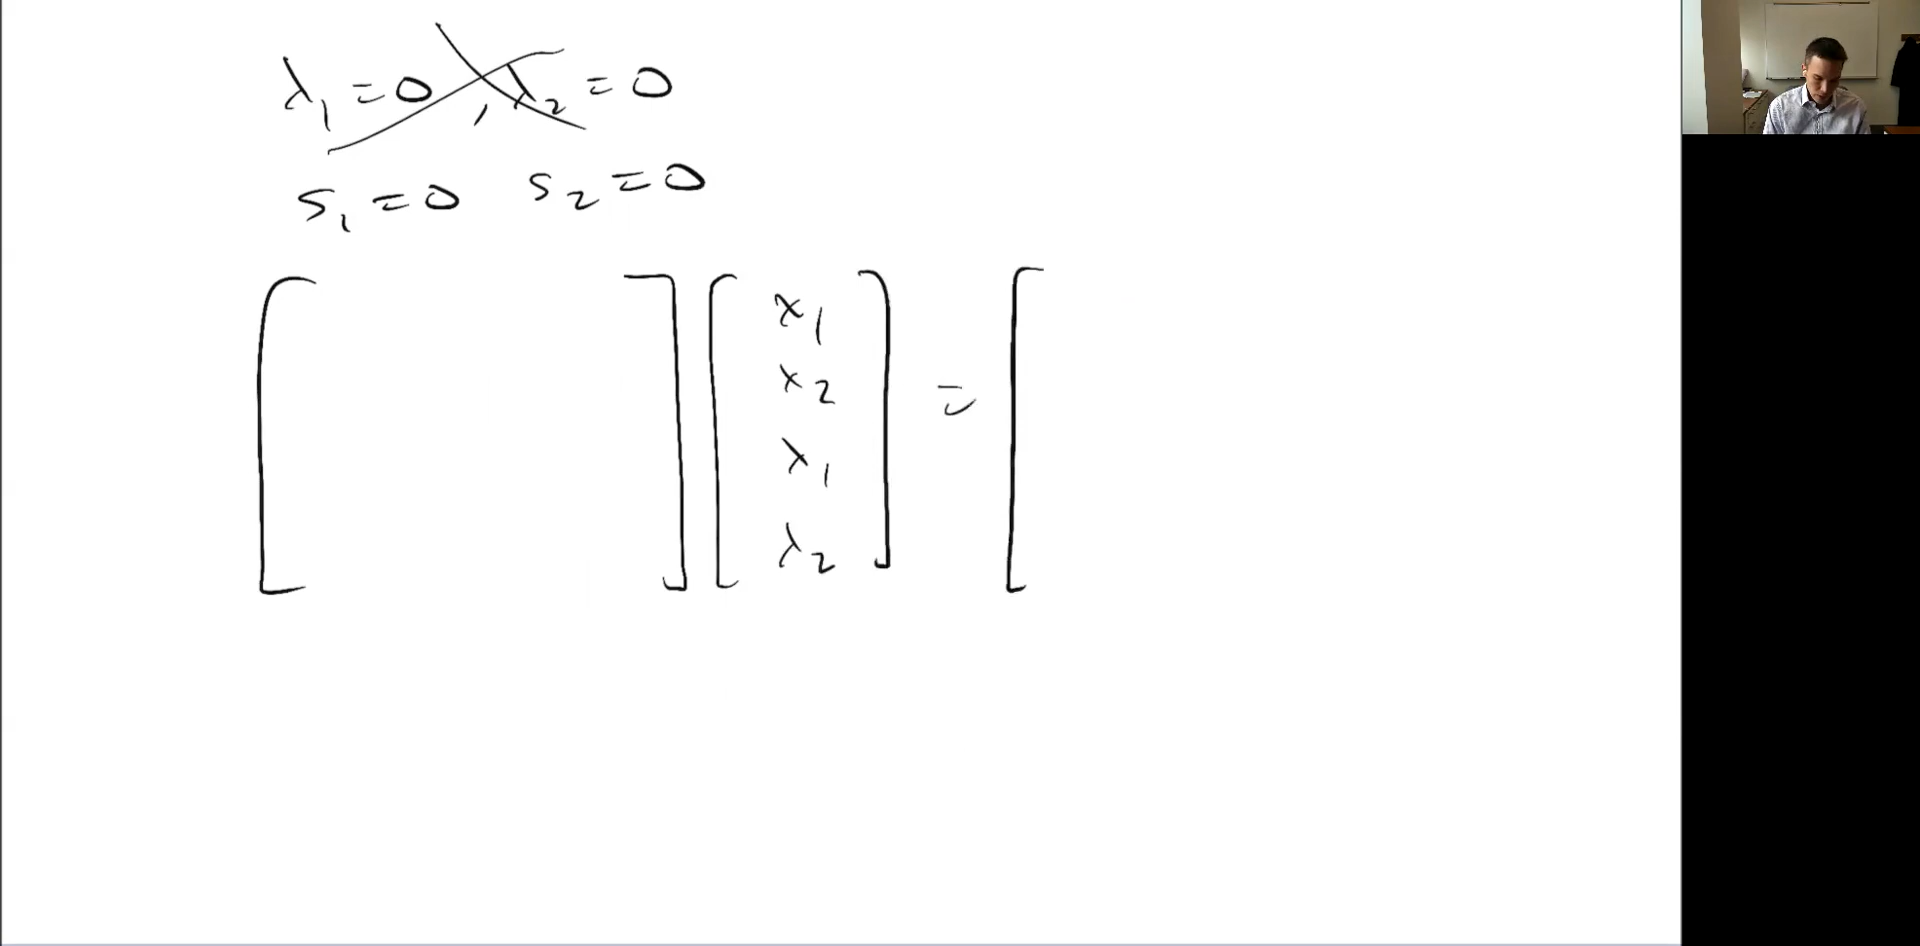 λ₁ = 0 , λ₂ = 0
s₁ = 0 s₂ = 0
[ ] [ x₁ ] = [
x₂
λ₁
λ₂